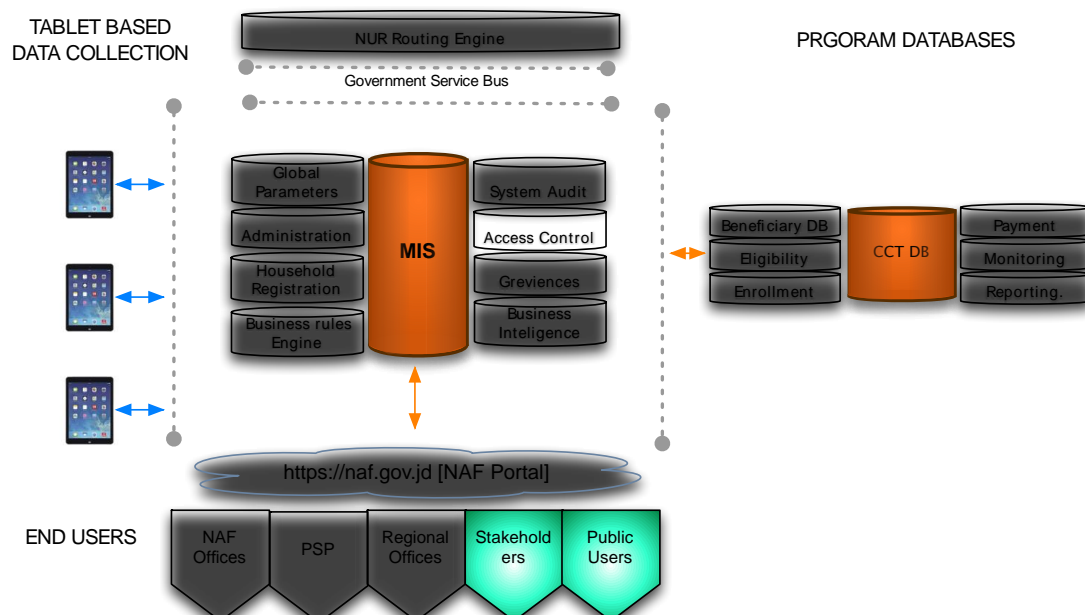 TABLET BASED
DATA COLLECTION
NUR Routing Engine
PRGORAM DATABASES
Government Service Bus
Global
Parameters
Administration
Household
Registration
Business rules
Engine
MIS
System Audit
Access Control
Greviences
Business
Inteligence
Beneficiary DB
Eligibility
Enrollment
CCT DB
Payment
Monitoring
Reporting.
https://naf.gov.jd [NAF Portal]
END USERS
NAF
Offices
PSP
Regional
Offices
Stakehold
ers
Public
Users